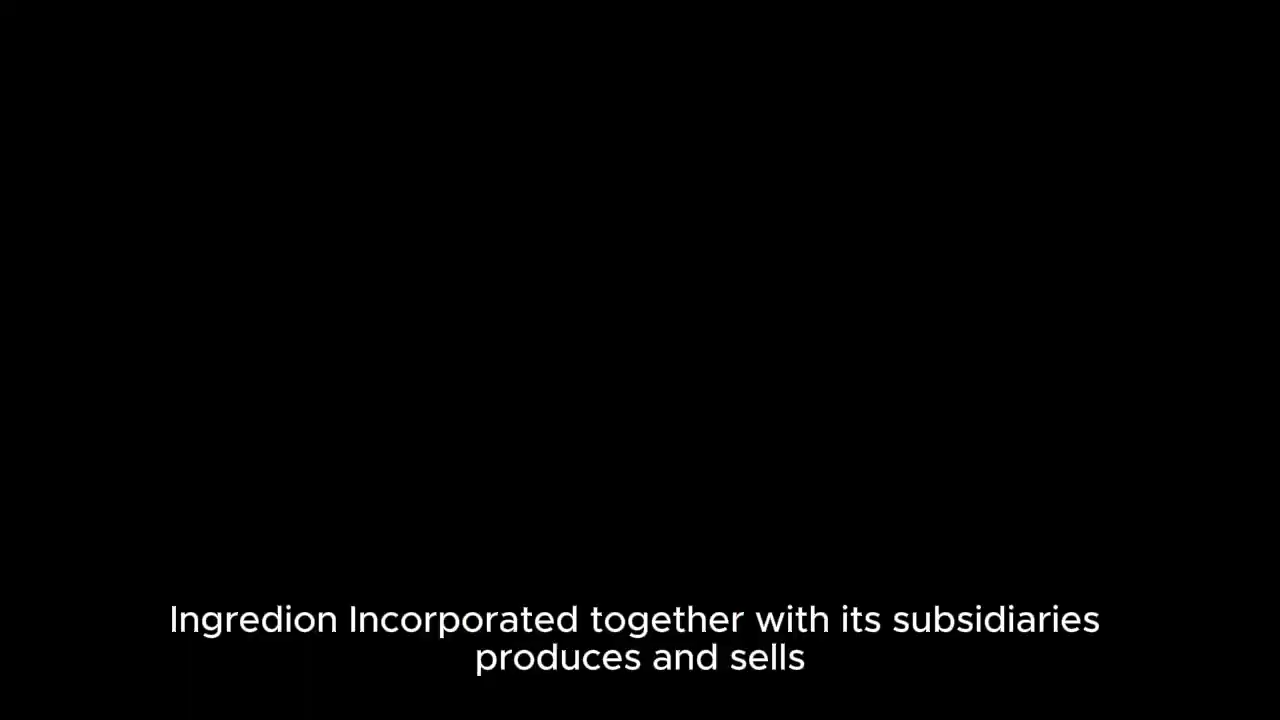 Ingredion Incorporated together with its subsidiaries
produces and sells